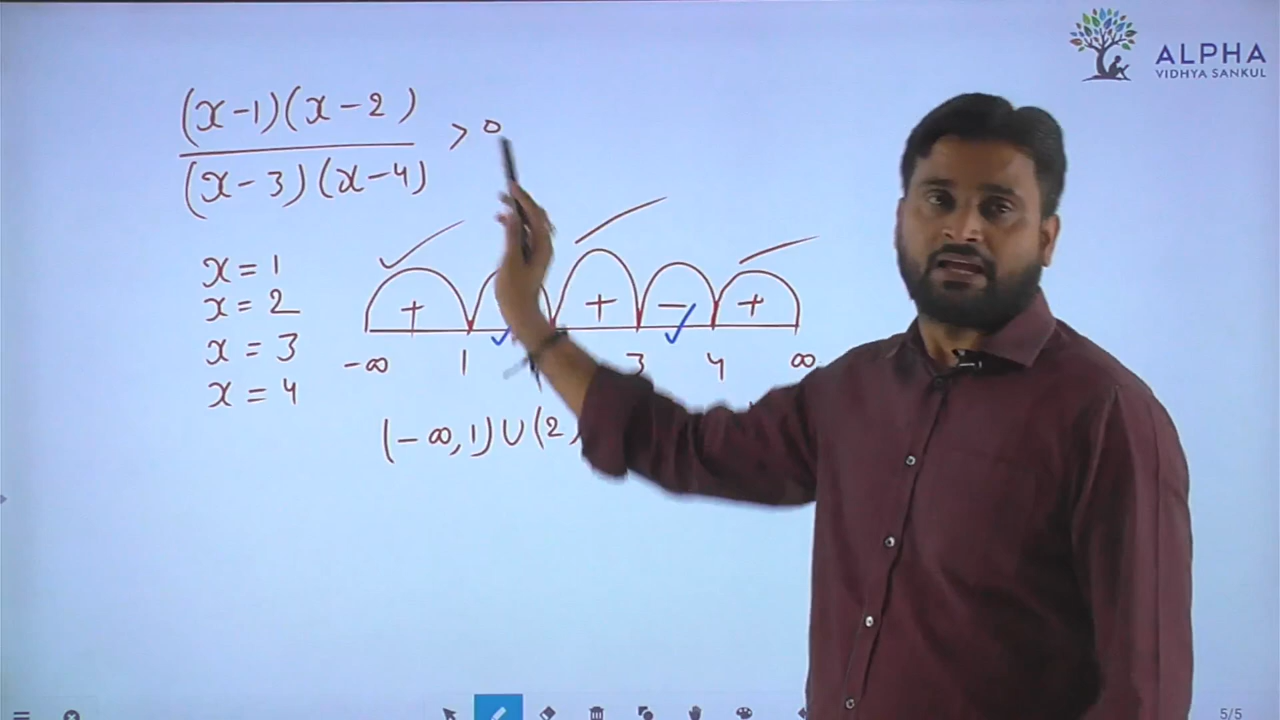 ALPHA
VIDHYA SANKUL
(x-1)(x-2)
(x-3)(x-4)
> 0
x = 1
x = 2
x = 3
x = 4
+ + - +
-∞ 1 3 4 ∞
(-∞,1)∪(2,
5/5